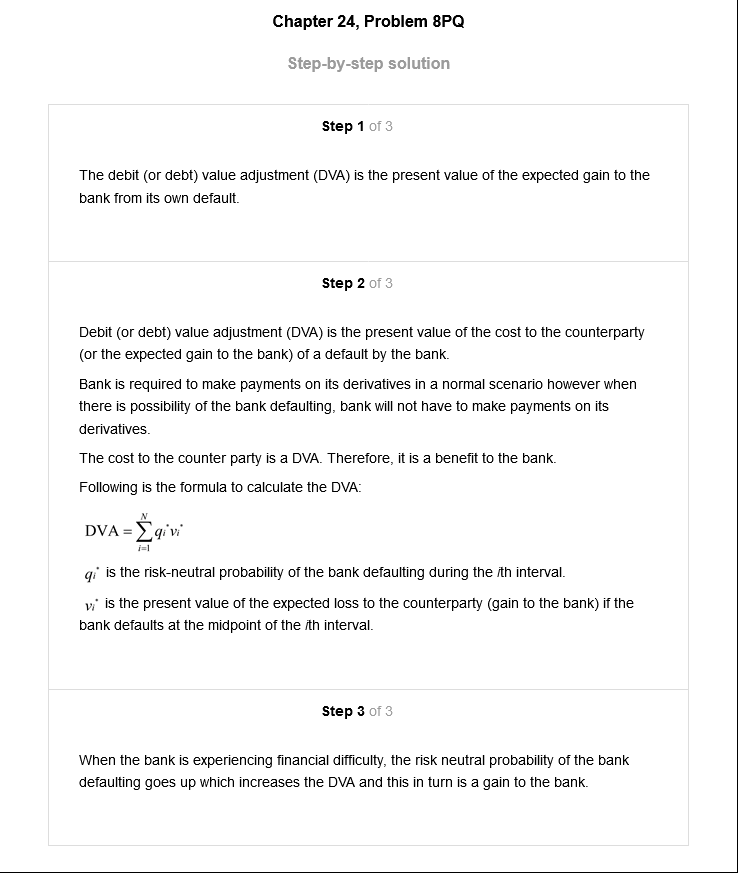 Chapter 24, Problem 8PQ
Step-by-step solution
Step 1 of 3
The debit (or debt) value adjustment (DVA) is the present value of the expected gain to the
bank from its own default.
Step 2 of 3
Debit (or debt) value adjustment (DVA) is the present value of the cost to the counterparty
(or the expected gain to the bank) of a default by the bank.
Bank is required to make payments on its derivatives in a normal scenario however when
there is possibility of the bank defaulting, bank will not have to make payments on its
derivatives.
The cost to the counter party is a DVA. Therefore, it is a benefit to the bank.
Following is the formula to calculate the DVA:
DVA = ∑_{i=1}^{N} q_i^* v_i^*
q_i^* is the risk-neutral probability of the bank defaulting during the ith interval.
v_i^* is the present value of the expected loss to the counterparty (gain to the bank) if the
bank defaults at the midpoint of the ith interval.
Step 3 of 3
When the bank is experiencing financial difficulty, the risk neutral probability of the bank
defaulting goes up which increases the DVA and this in turn is a gain to the bank.